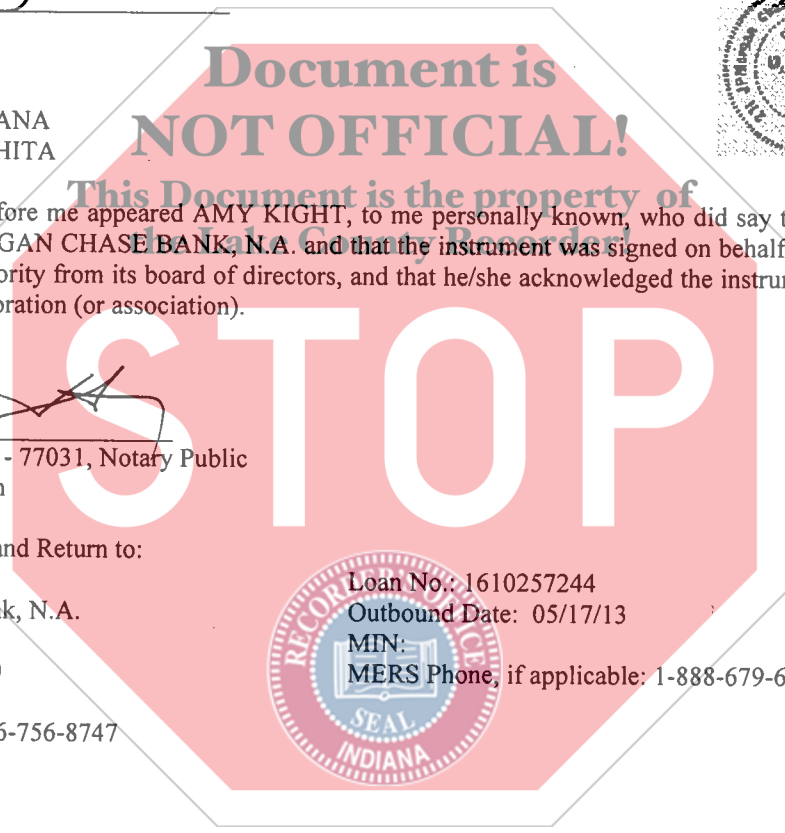 Document is
NOT OFFICIAL!
This Document is the property of
the Lake County Recorder!
ANA
HITA
fore me appeared AMY KIGHT, to me personally known, who did say t
GAN CHASE BANK, N.A. and that the instrument was signed on behalf
ority from its board of directors, and that he/she acknowledged the instru
oration (or association).
STOP
- 77031, Notary Public
n
and Return to:
Loan No.: 1610257244
k, N.A.
Outbound Date: 05/17/13
MIN:
MERS Phone, if applicable: 1-888-679-6
6-756-8747
RECORDER'S OFFICE
SEAL
INDIANA